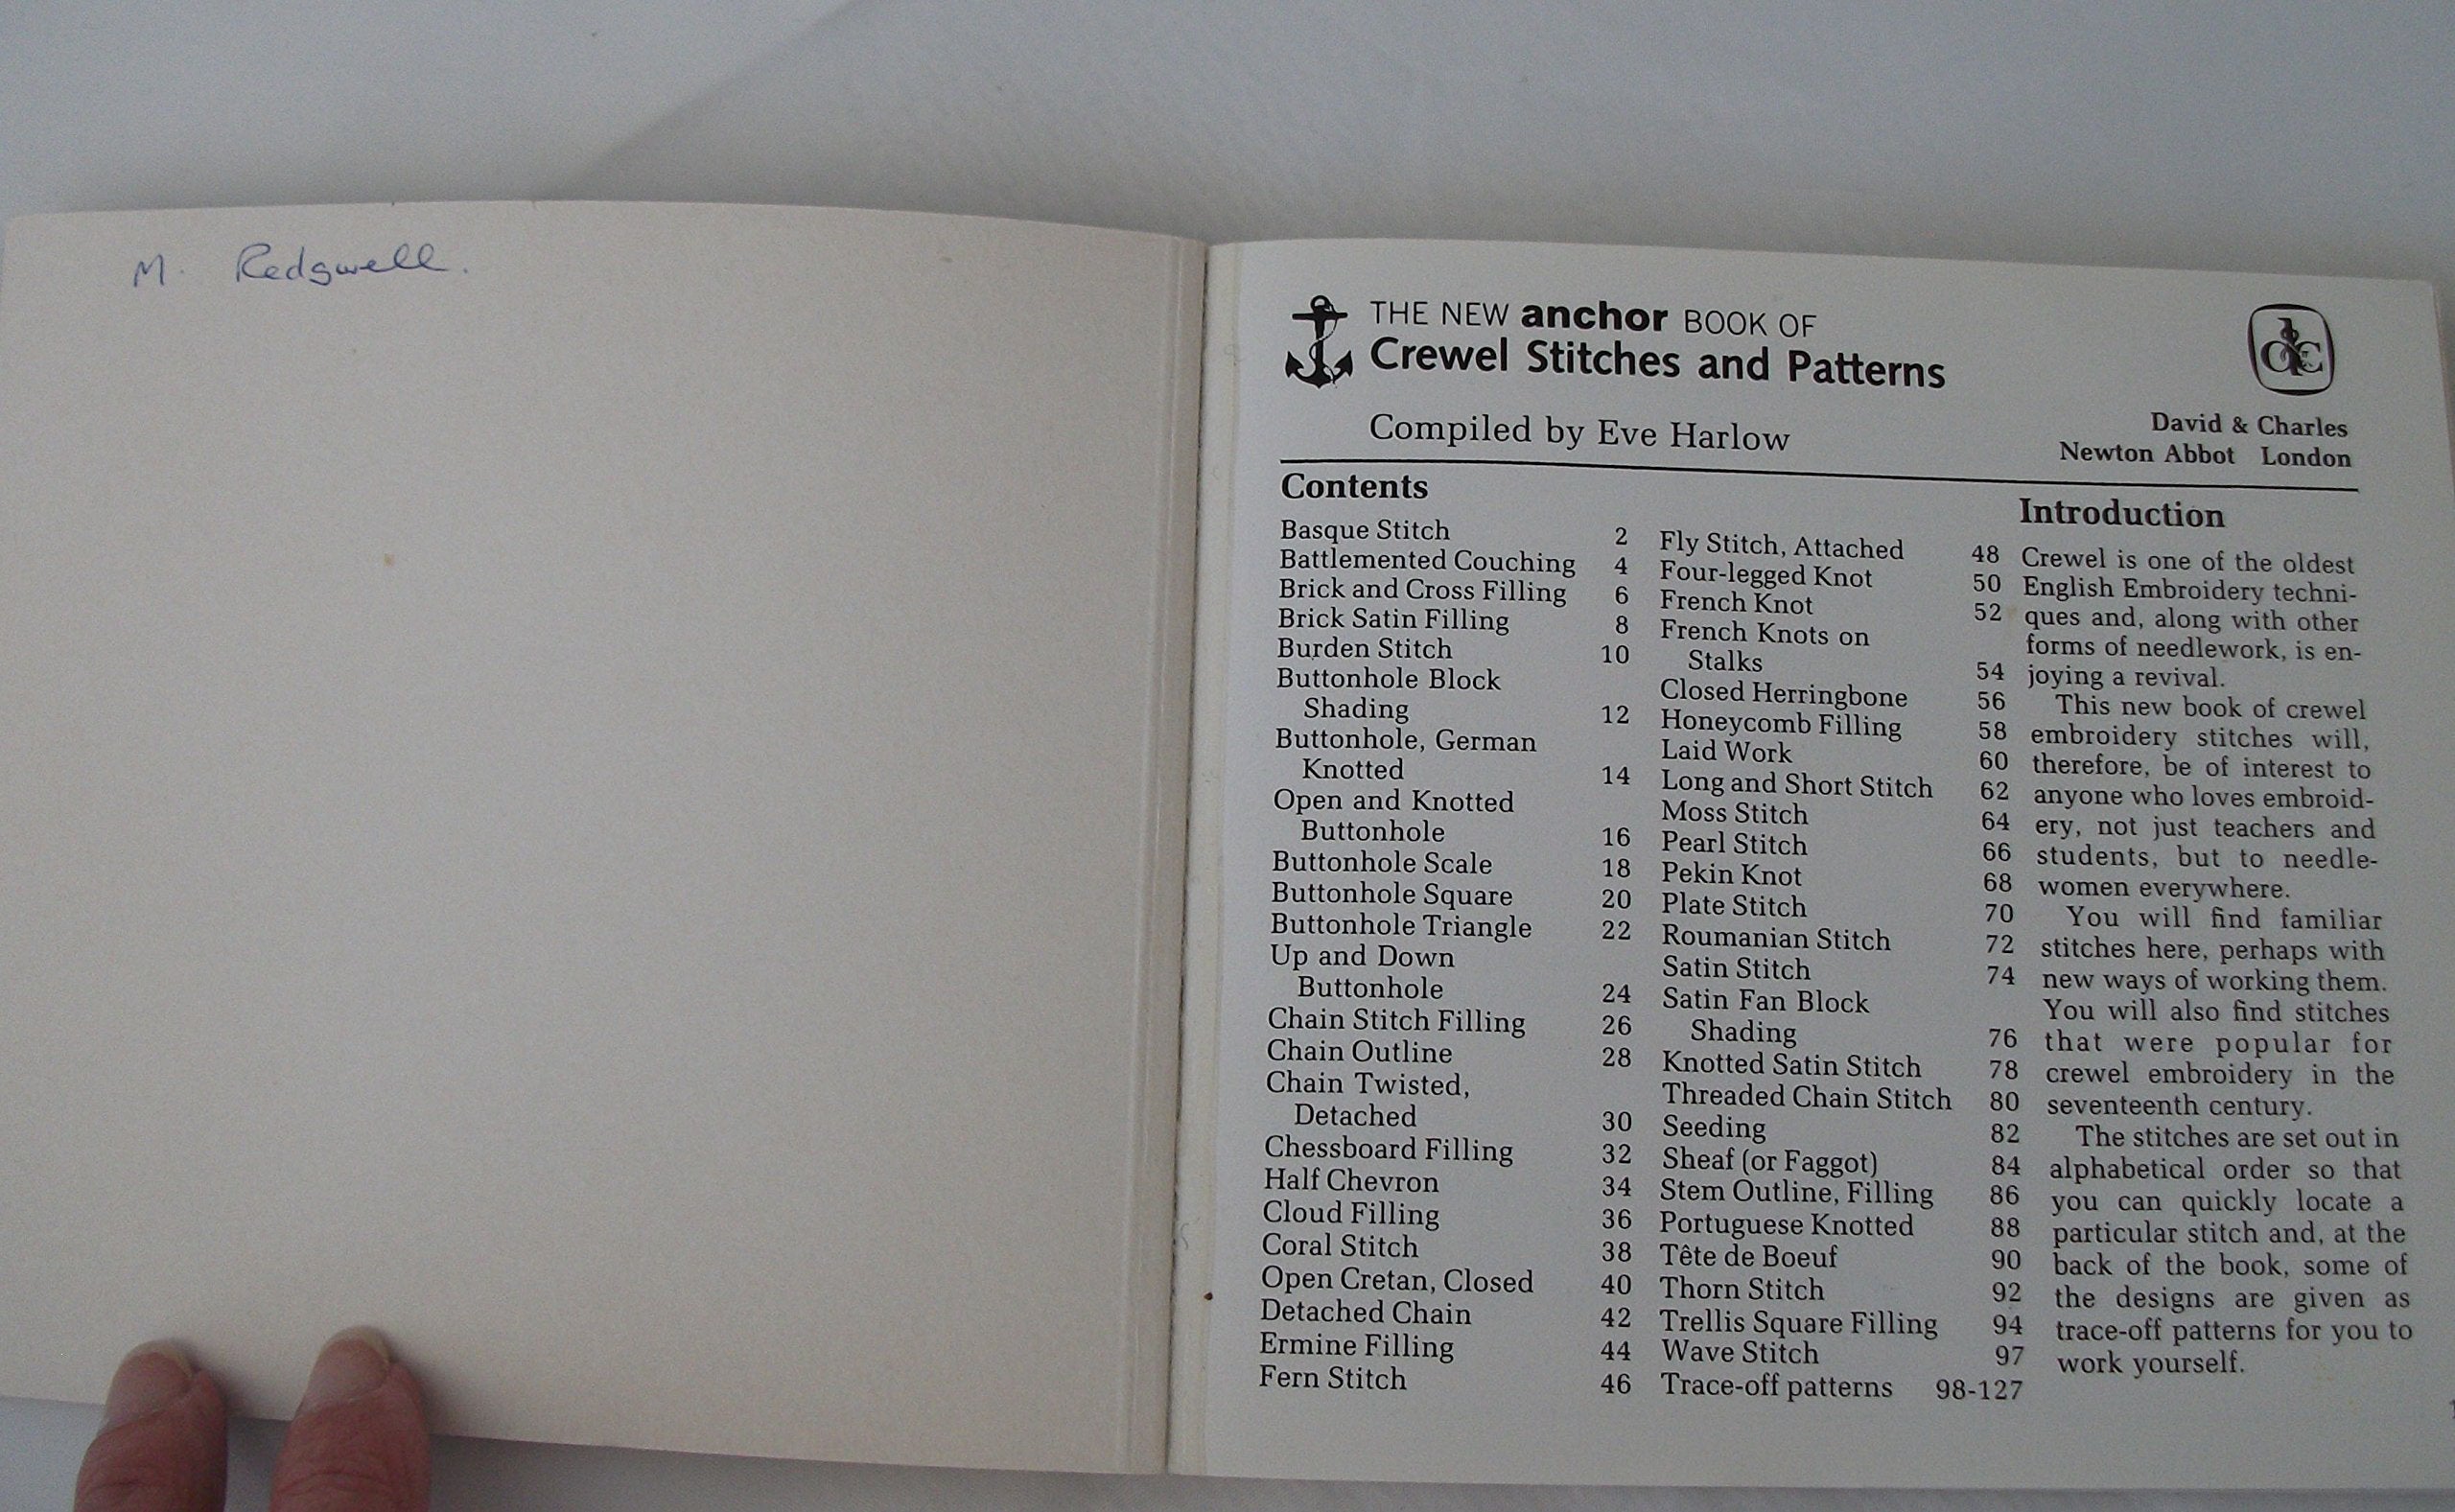 M. Redgwell.
THE NEW anchor BOOK OF
Crewel Stitches and Patterns
Compiled by Eve Harlow
d&c
David & Charles
Newton Abbot London
Contents
Basque Stitch 2
Battlemented Couching 4
Brick and Cross Filling 6
Brick Satin Filling 8
Burden Stitch 10
Buttonhole Block
Shading 12
Buttonhole, German
Knotted 14
Open and Knotted
Buttonhole 16
Buttonhole Scale 18
Buttonhole Square 20
Buttonhole Triangle 22
Up and Down
Buttonhole 24
Chain Stitch Filling 26
Chain Outline 28
Chain Twisted,
Detached 30
Chessboard Filling 32
Half Chevron 34
Cloud Filling 36
Coral Stitch 38
Open Cretan, Closed 40
Detached Chain 42
Ermine Filling 44
Fern Stitch 46
Fly Stitch, Attached 48
Four-legged Knot 50
French Knot 52
French Knots on
Stalks 54
Closed Herringbone 56
Honeycomb Filling 58
Laid Work 60
Long and Short Stitch 62
Moss Stitch 64
Pearl Stitch 66
Pekin Knot 68
Plate Stitch 70
Roumanian Stitch 72
Satin Stitch 74
Satin Fan Block
Shading 76
Knotted Satin Stitch 78
Threaded Chain Stitch 80
Seeding 82
Sheaf (or Faggot) 84
Stem Outline, Filling 86
Portuguese Knotted 88
Tête de Boeuf 90
Thorn Stitch 92
Trellis Square Filling 94
Wave Stitch 97
Trace-off patterns 98-127
Introduction
Crewel is one of the oldest
English Embroidery techni-
ques and, along with other
forms of needlework, is en-
joying a revival.
This new book of crewel
embroidery stitches will,
therefore, be of interest to
anyone who loves embroid-
ery, not just teachers and
students, but to needle-
women everywhere.
You will find familiar
stitches here, perhaps with
new ways of working them.
You will also find stitches
that were popular for
crewel embroidery in the
seventeenth century.
The stitches are set out in
alphabetical order so that
you can quickly locate a
particular stitch and, at the
back of the book, some of
the designs are given as
trace-off patterns for you to
work yourself.